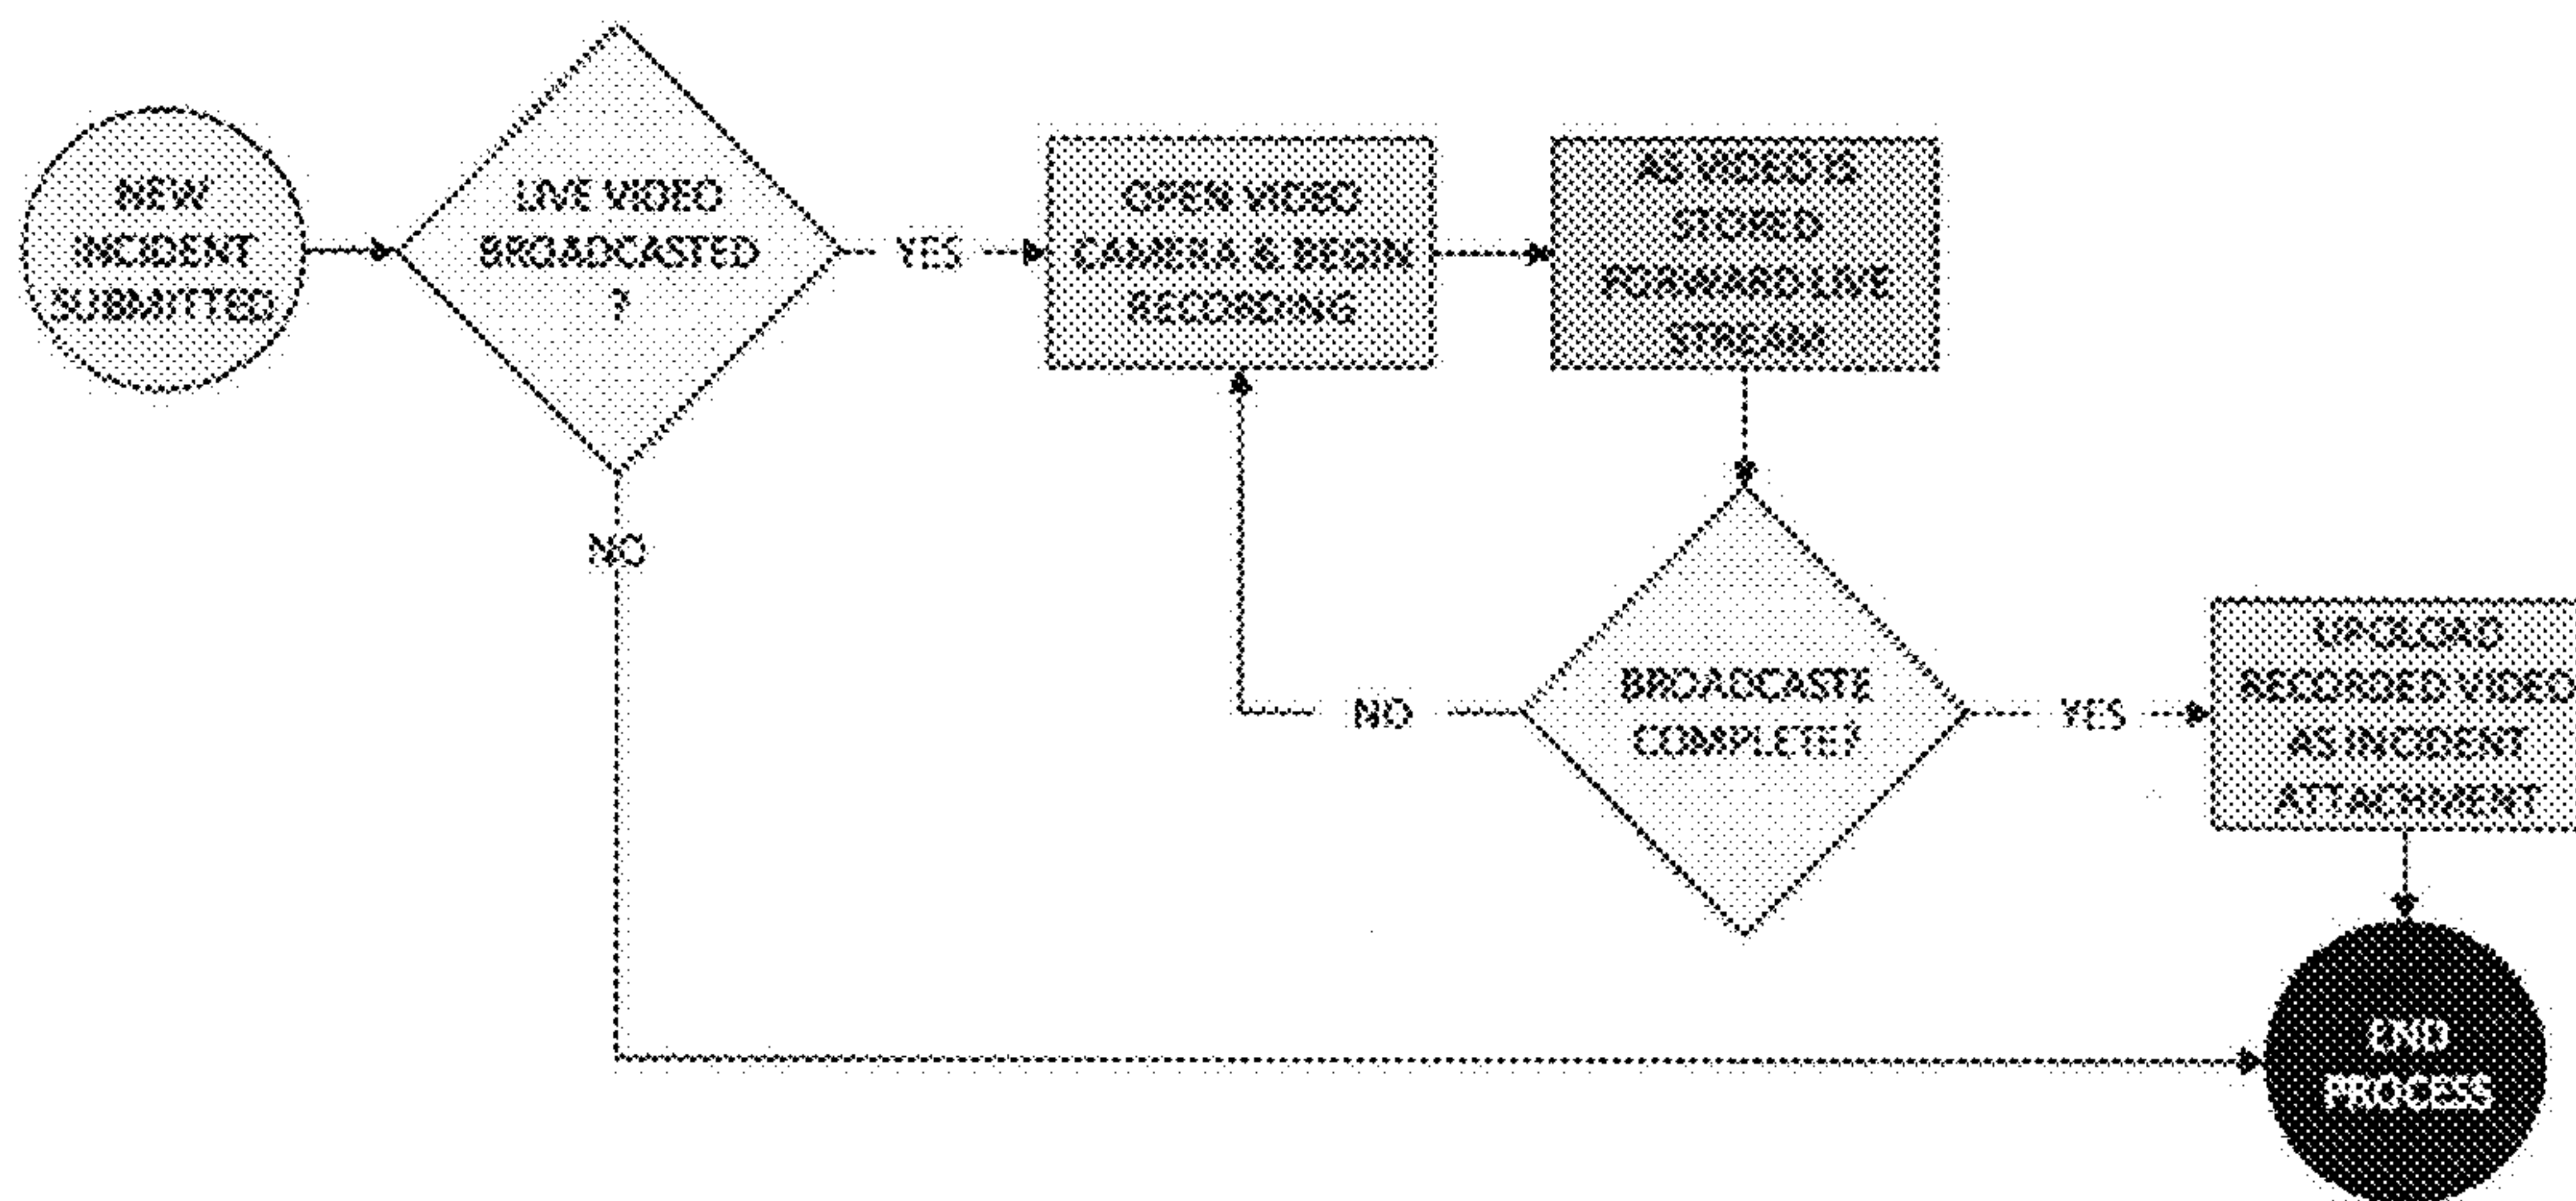 NEW
INCIDENT
SUBMITTED
LIVE VIDEO
BROADCASTED
?
YES
OPEN VIDEO
CAMERA & BEGIN
RECORDING
AS VIDEO IS
STORED
FORWARD LIVE
STREAM
NO
BROADCASTE
COMPLETE?
NO
YES
UPLOAD
RECORDED VIDEO
AS INCIDENT
ATTACHMENT
END
PROCESS